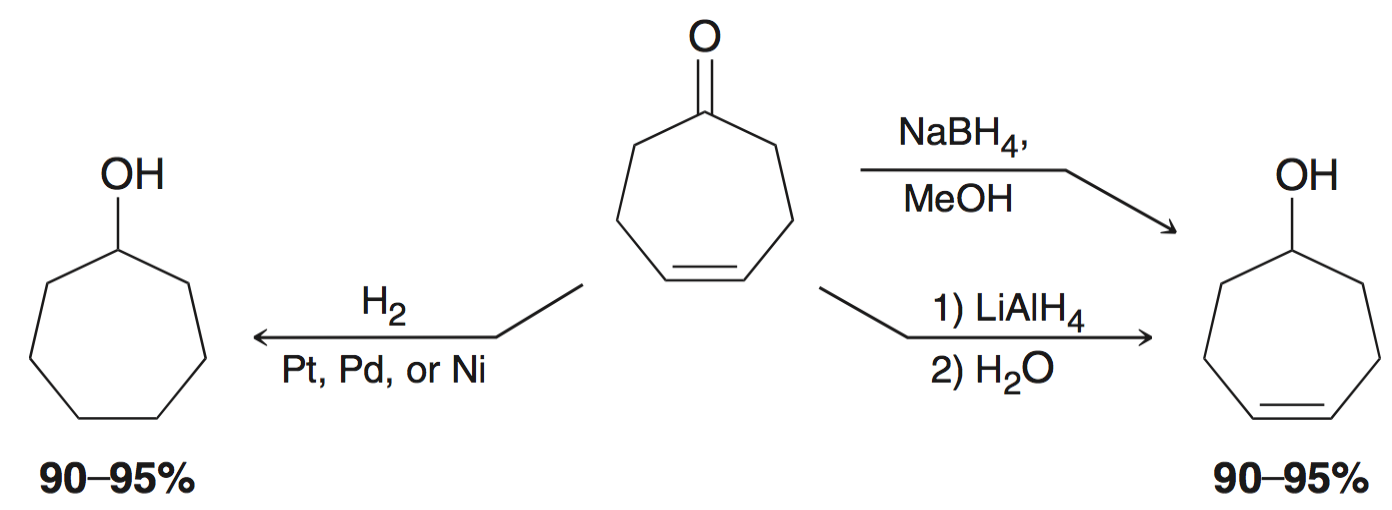 O
NaBH₄,
MeOH
OH
OH
H₂
Pt, Pd, or Ni
1) LiAlH₄
2) H₂O
90–95%
90–95%